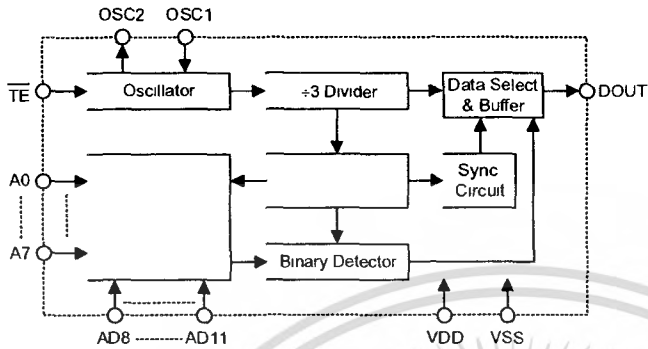 OSC2 OSC1
TE
Oscillator
÷3 Divider
Data Select
& Buffer
DOUT
A0
Sync
Circuit
A7
Binary Detector
AD8 AD11
VDD VSS